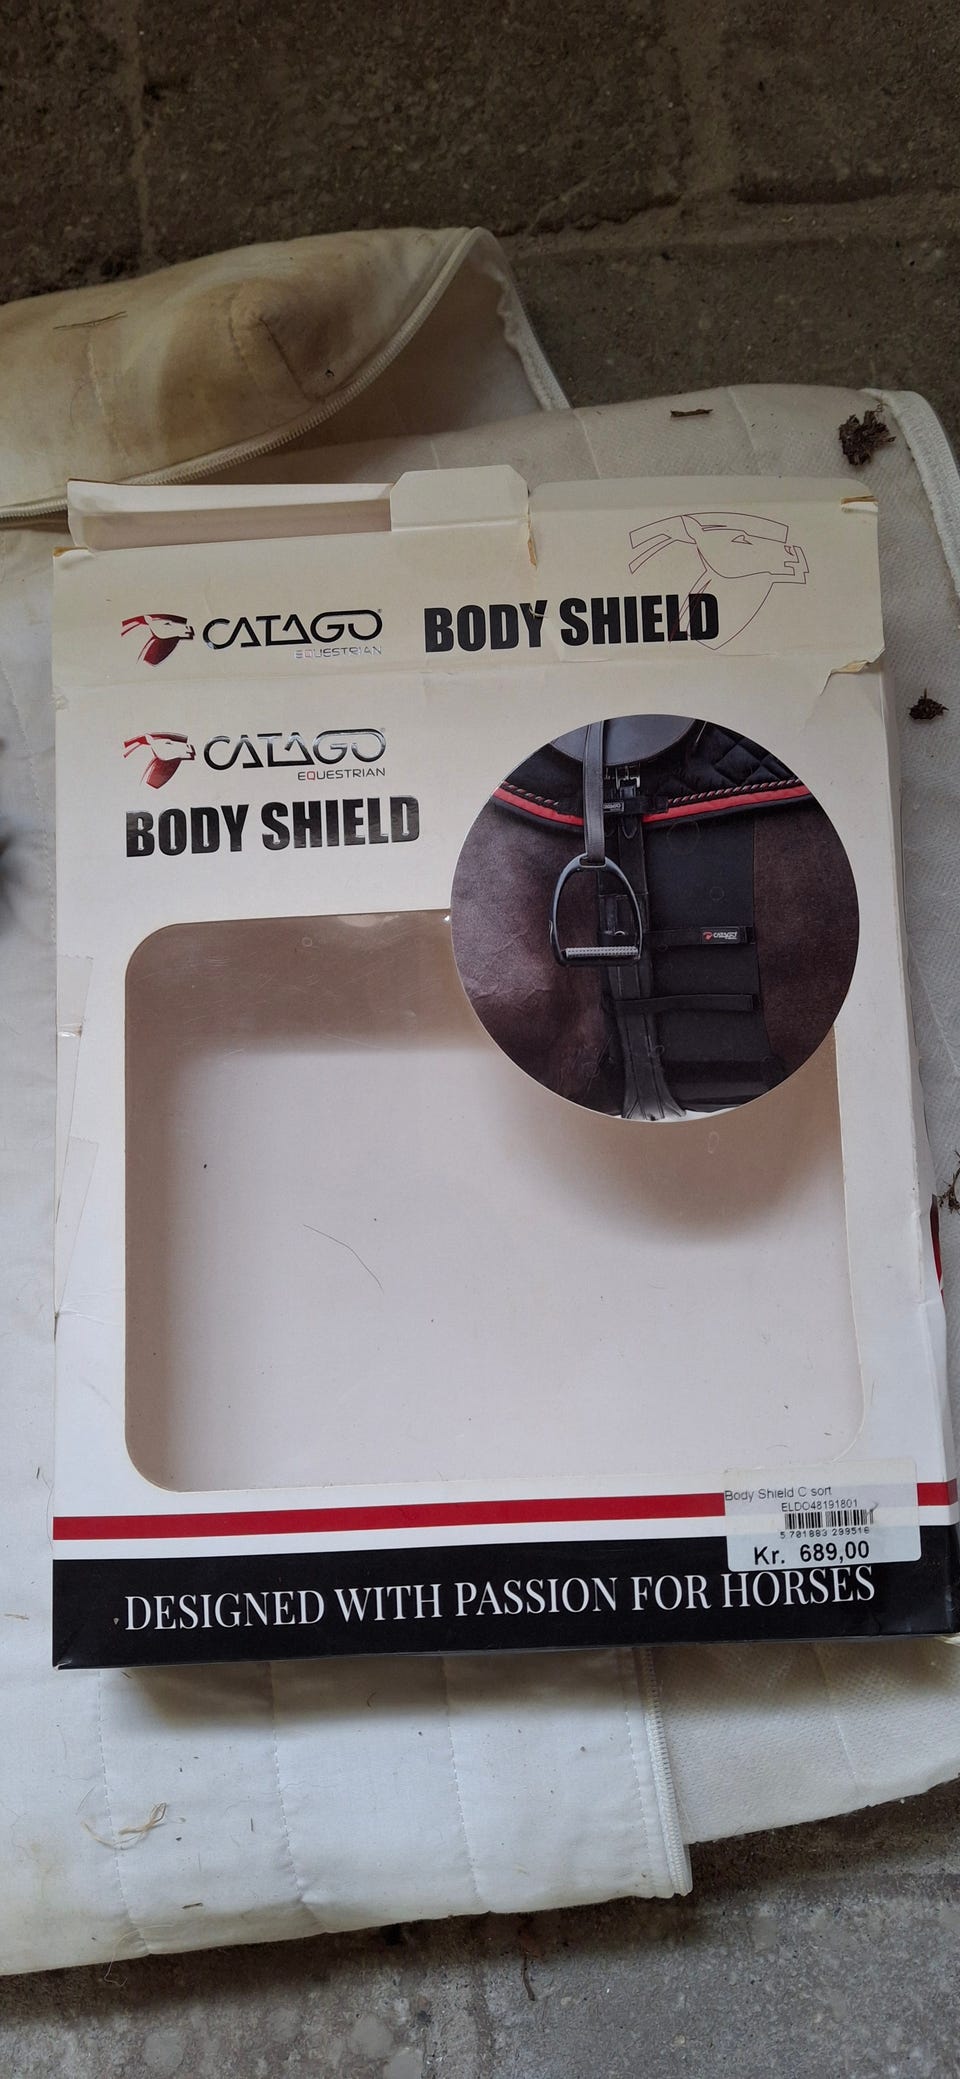 CATAGO®
EQUESTRIAN
BODY SHIELD
CATAGO®
EQUESTRIAN
BODY SHIELD
CATAGO
Body Shield C sort
ELDO48191801
5 701883 299516
Kr. 689,00
DESIGNED WITH PASSION FOR HORSES